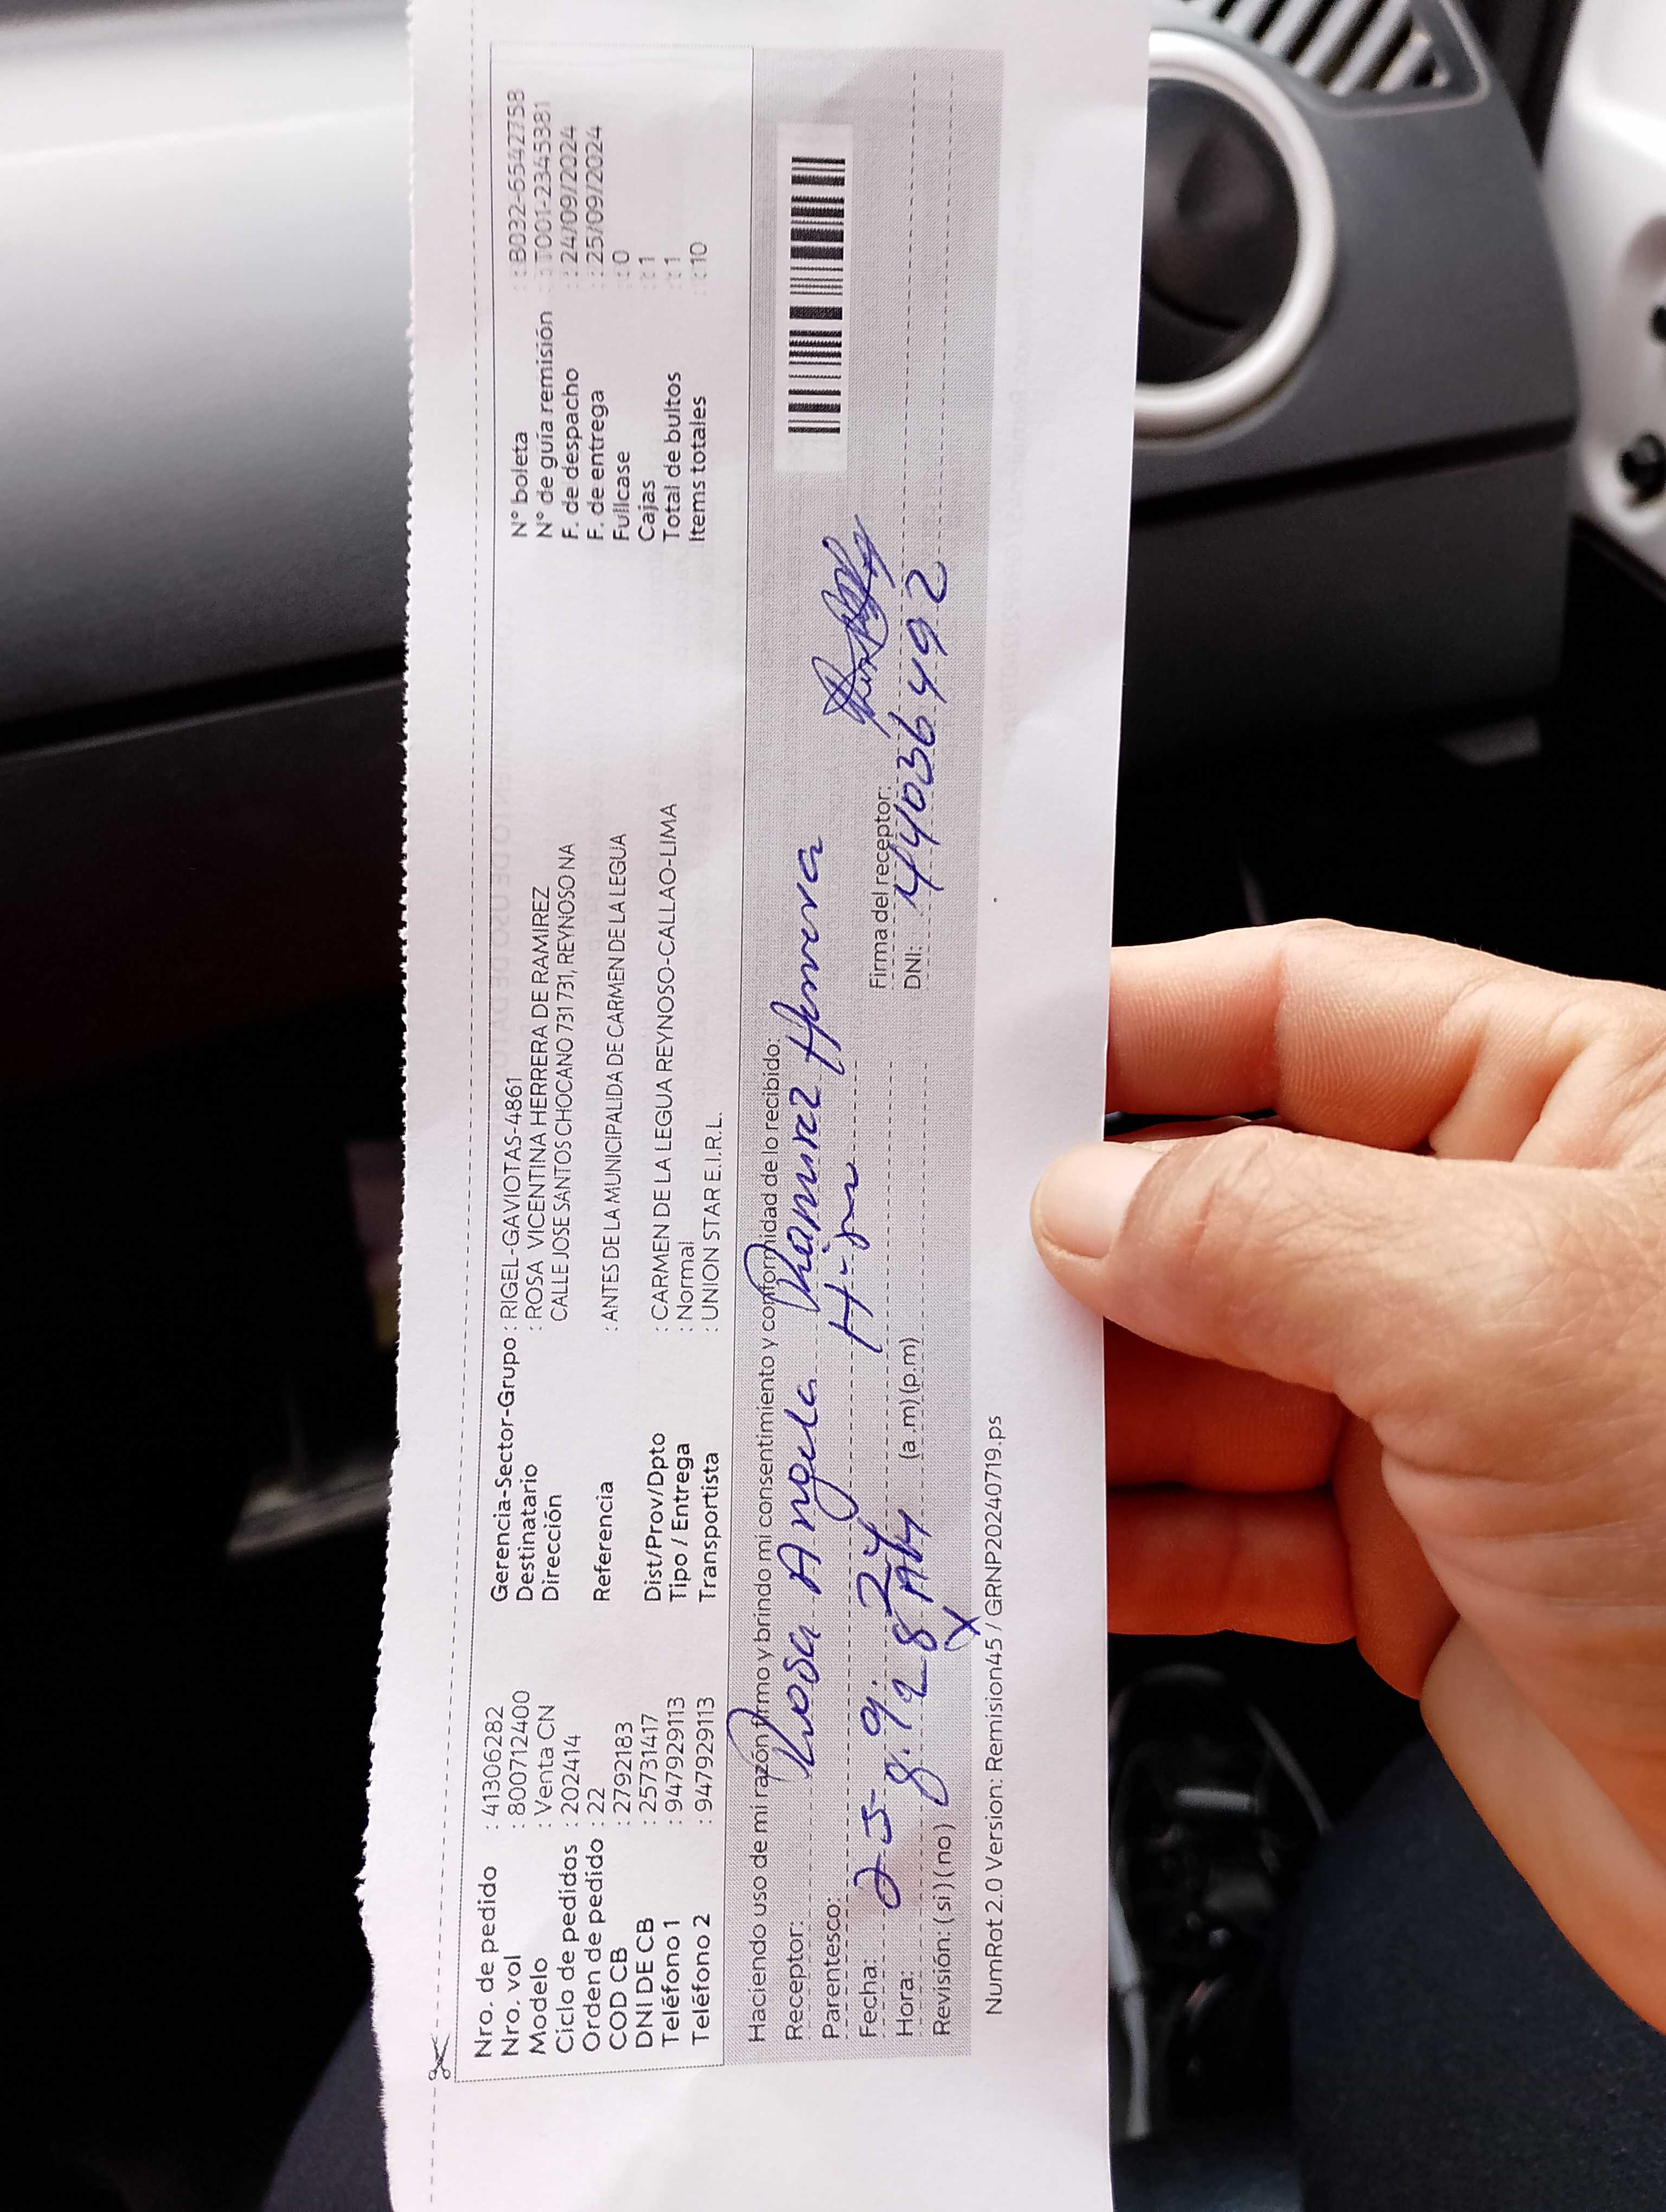 Nro. de pedido : 41306282 Gerencia-Sector-Grupo : RIGEL-GAVIOTAS-4861 N° boleta : B032-65427758
Nro. vol : 800712400 Destinatario : ROSA VICENTINA HERRERA DE RAMIREZ N° de guía remisión : T001-23453381
Modelo : Venta CN Dirección CALLE JOSE SANTOS CHOCANO 731 731, REYNOSO NA F. de despacho : 24/09/2024
Ciclo de pedidos : 202414 F. de entrega : 25/09/2024
Orden de pedido : 22 Referencia : ANTES DE LA MUNICIPALIDA DE CARMEN DE LA LEGUA Fullcase : 0
COD CB : 2792183 Cajas : 1
DNI DE CB : 25731417 Dist/Prov/Dpto : CARMEN DE LA LEGUA REYNOSO-CALLAO-LIMA Total de bultos : 1
Teléfono 1 : 947929113 Tipo / Entrega : Normal Items totales : 10
Teléfono 2 : 947929113 Transportista : UNION STAR E.I.R.L.
Haciendo uso de mi razón firmo y brindo mi consentimiento y conformidad de lo recibido:
Receptor: Rosa Angela Ramirez Herrera
Parentesco: Hija
Fecha: 25-9-24 Firma del receptor:
Hora: 8:928 AM (a.m) (p.m) DNI: 44036492
Revisión: (si) (no) X
NumRot 2.0 Version: Remision45 / GRNP20240719.ps